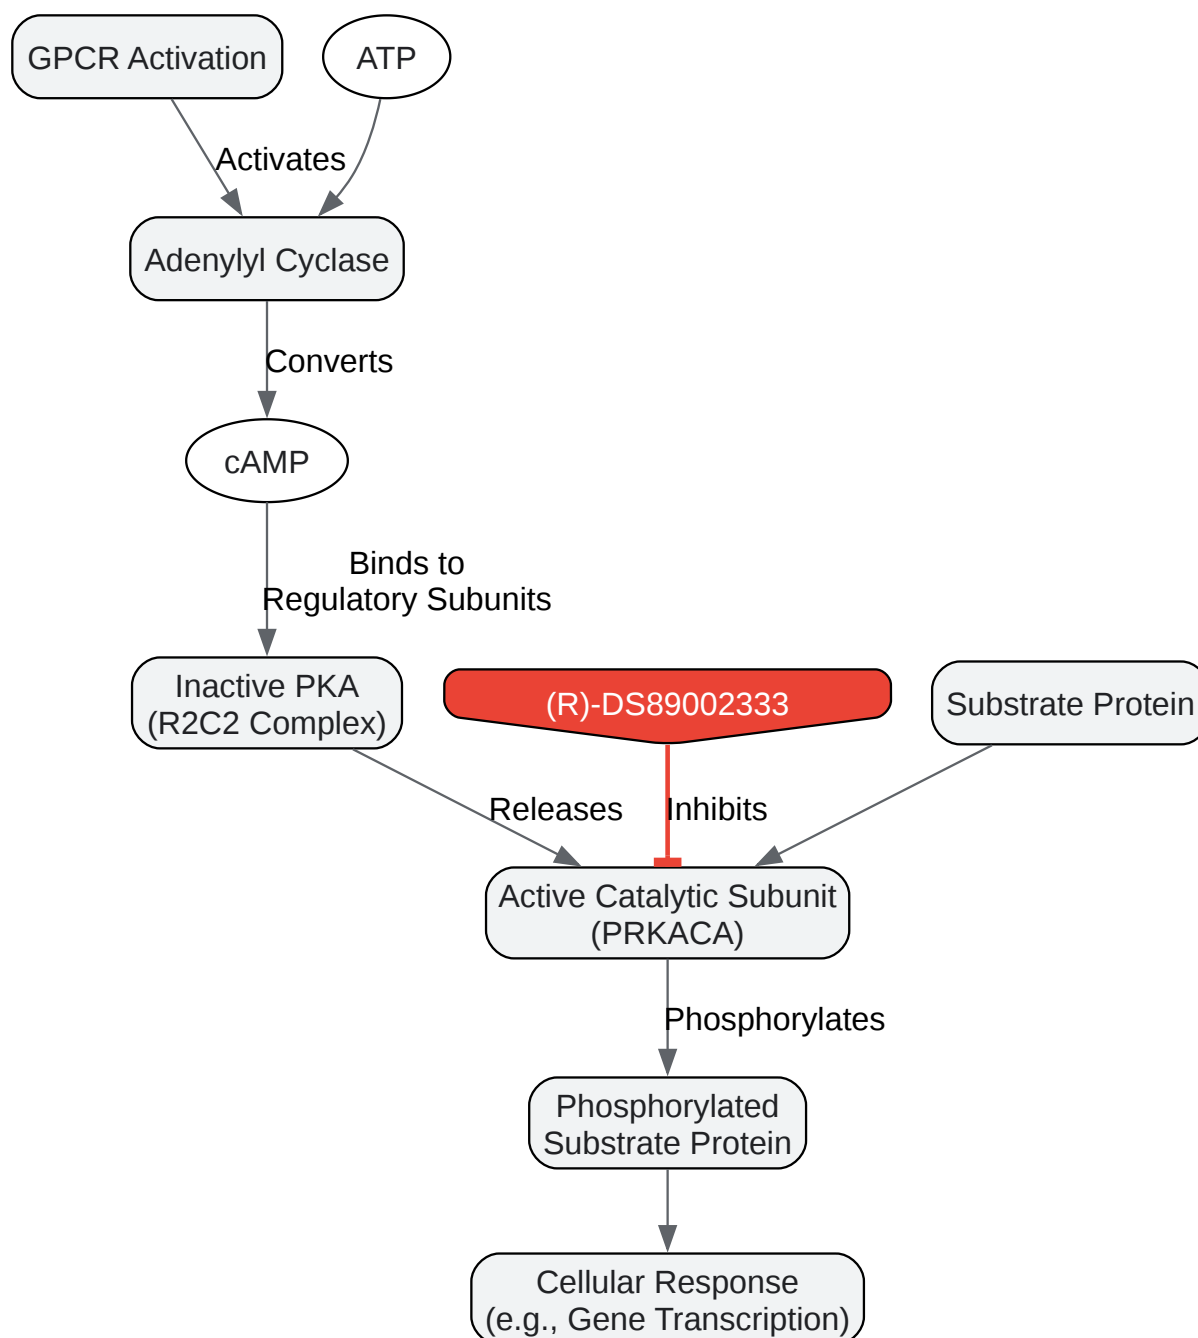 GPCR Activation
ATP
Activates
Adenylyl Cyclase
Converts
cAMP
Binds to
Regulatory Subunits
Inactive PKA
(R2C2 Complex)
(R)-DS89002333
Substrate Protein
Releases
Inhibits
Active Catalytic Subunit
(PRKACA)
Phosphorylates
Phosphorylated
Substrate Protein
Cellular Response
(e.g., Gene Transcription)